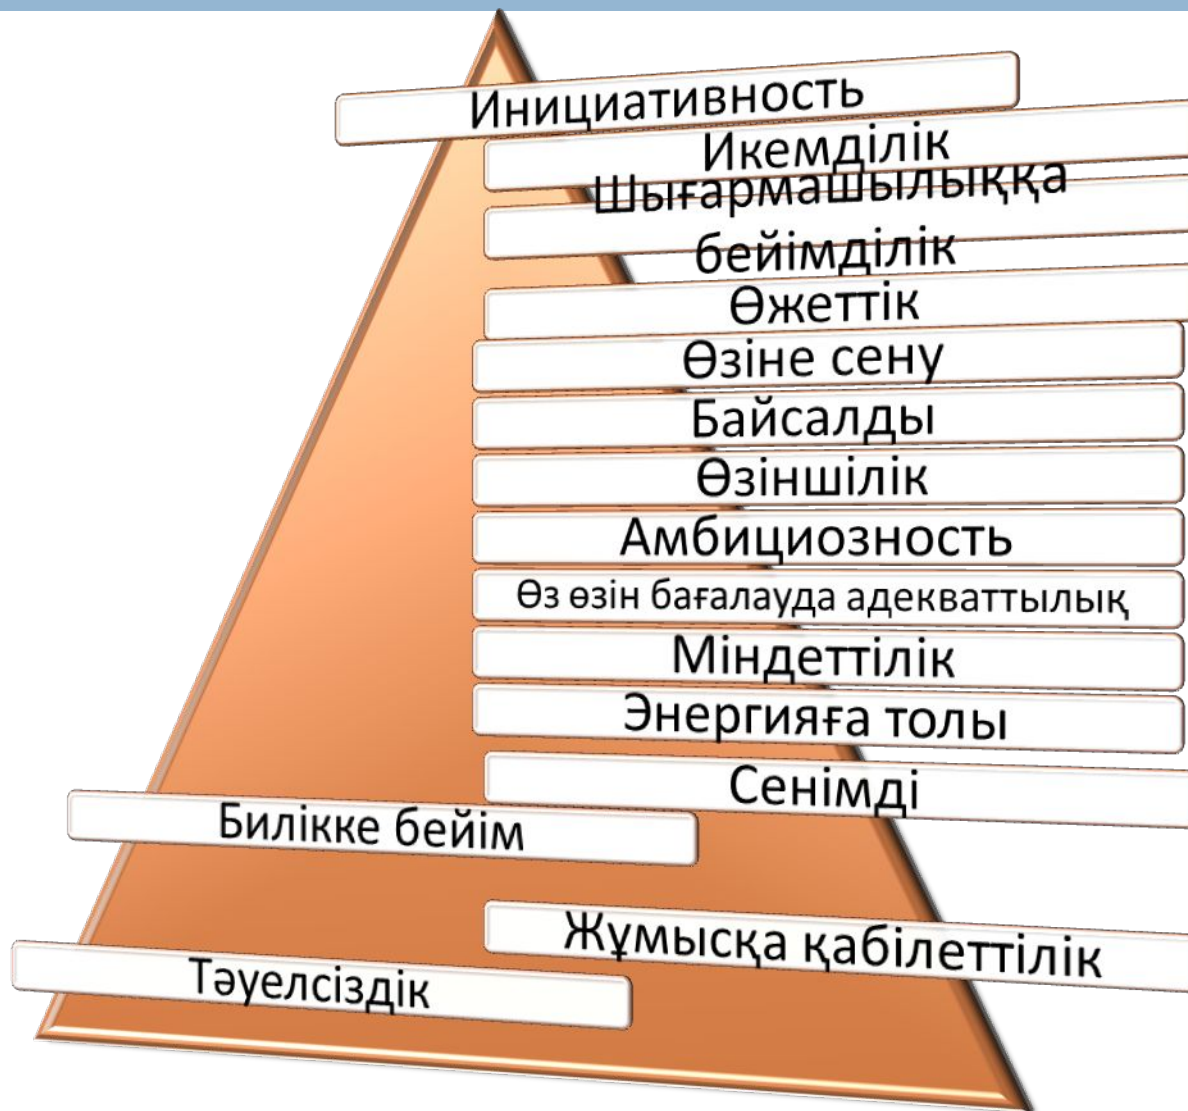 Инициативность
Икемділік
Шығармашылыққа
бейімділік
Өжеттік
Өзіне сену
Байсалды
Өзіншілік
Амбициозность
Өз өзін бағалауда адекваттылық
Міндеттілік
Энергияға толы
Сенімді
Билікке бейім
Жұмысқа қабілеттілік
Тәуелсіздік